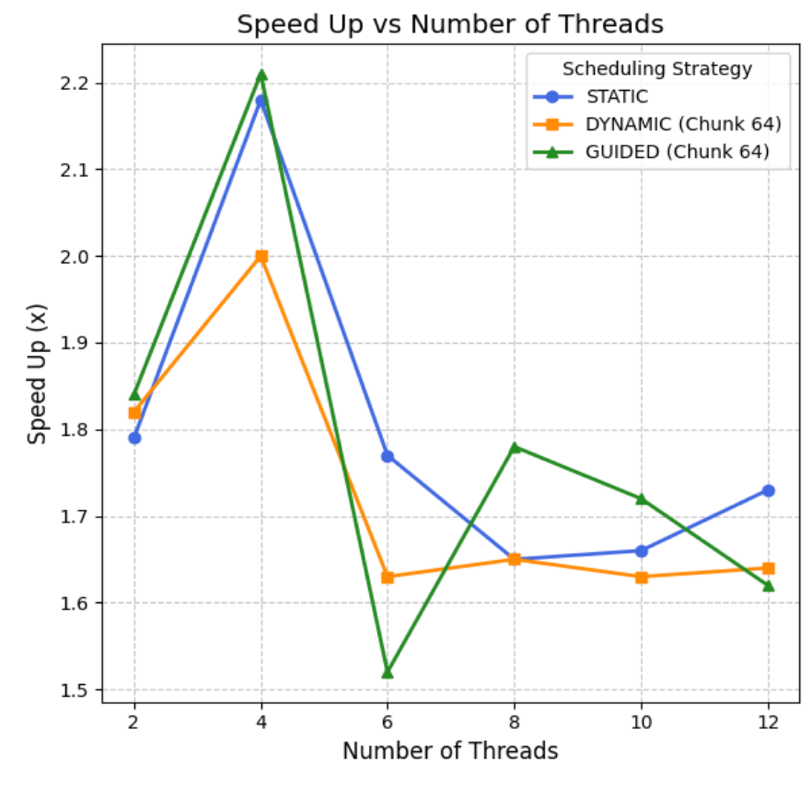 Speed Up vs Number of Threads
Scheduling Strategy
STATIC
DYNAMIC (Chunk 64)
GUIDED (Chunk 64)
Speed Up (x)
2.2
2.1
2.0
1.9
1.8
1.7
1.6
1.5
2 4 6 8 10 12
Number of Threads